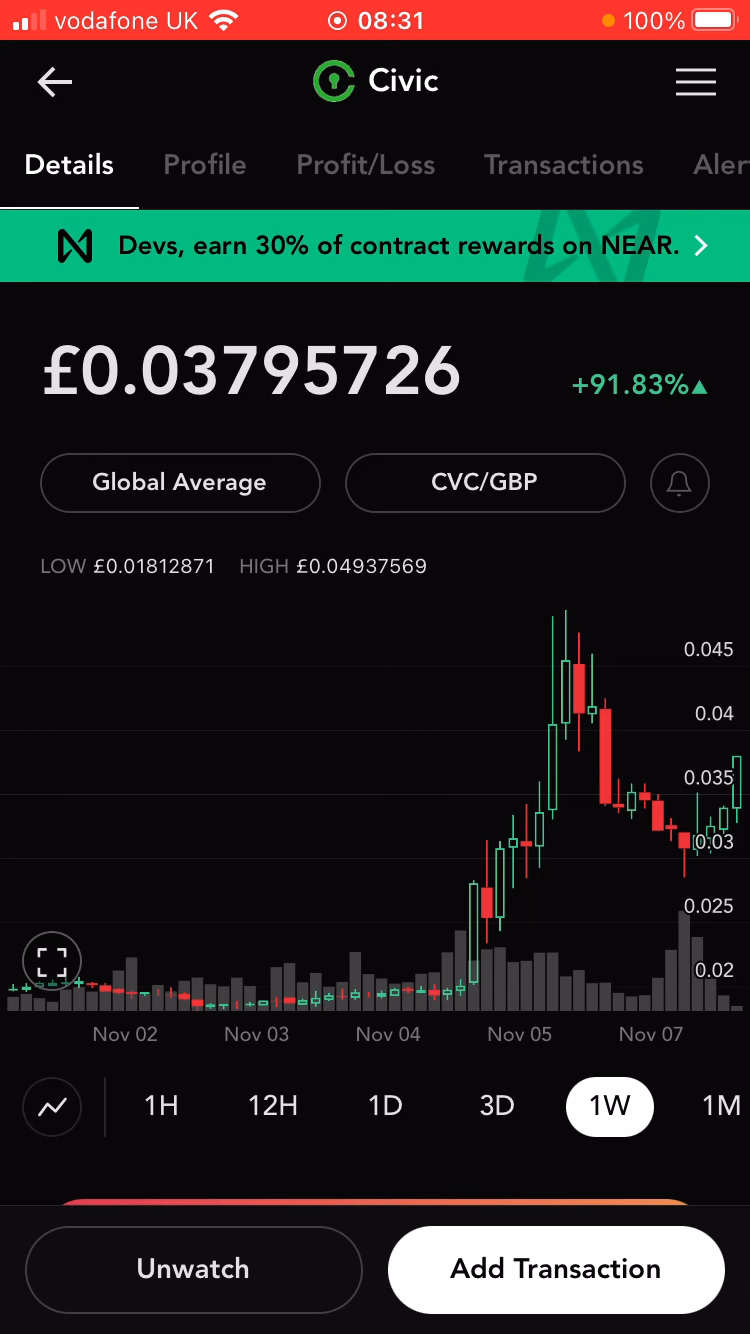 vodafone UK 08:31 100%
Civic
Details Profile Profit/Loss Transactions Aler
Devs, earn 30% of contract rewards on NEAR.
£0.03795726 +91.83%
Global Average CVC/GBP
LOW £0.01812871 HIGH £0.04937569
0.045
0.04
0.035
0.03
0.025
0.02
Nov 02 Nov 03 Nov 04 Nov 05 Nov 07
1H 12H 1D 3D 1W 1M
Unwatch Add Transaction